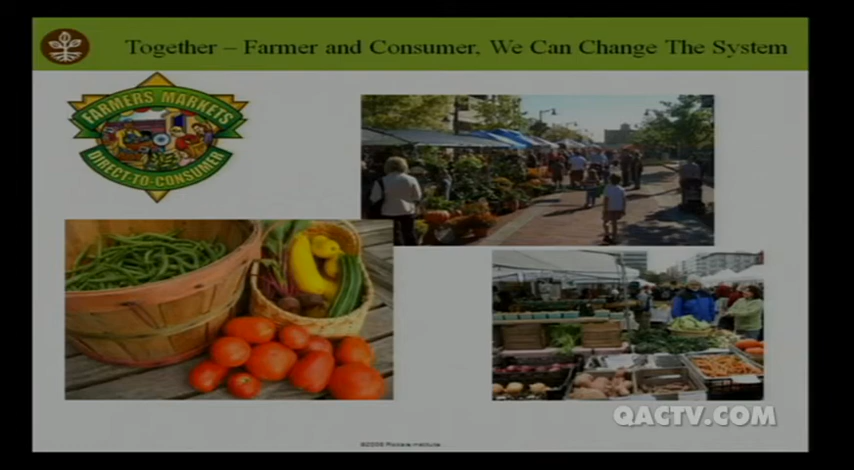 Together – Farmer and Consumer, We Can Change The System
FARMERS MARKETS
DIRECT-TO-CONSUMER
QACTV.COM